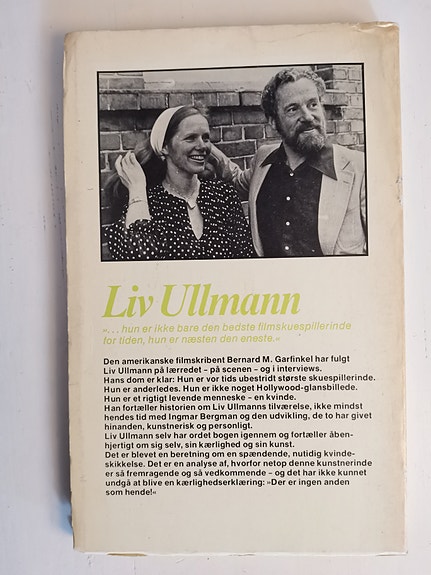 Liv Ullmann
»... hun er ikke bare den bedste filmskuespillerinde
for tiden, hun er næsten den eneste.«
Den amerikanske filmskribent Bernard M. Garfinkel har fulgt
Liv Ullmann på lærredet – på scenen – og i interviews.
Hans dom er klar: Hun er vor tids ubestridt største skuespillerinde.
Hun er anderledes. Hun er ikke noget Hollywood-glansbillede.
Hun er et rigtigt levende menneske – en kvinde.
Han fortæller historien om Liv Ullmanns tilværelse, ikke mindst
hendes tid med Ingmar Bergman og den udvikling, de to har givet
hinanden, kunstnerisk og personligt.
Liv Ullmann selv har ordet bogen igennem og fortæller åben-
hjertigt om sig selv, sin kærlighed og sin kunst.
Det er blevet en beretning om en spændende, nutidig kvinde-
skikkelse. Det er en analyse af, hvorfor netop denne kunstnerinde
er så fremragende og så vedkommende – og det har ikke kunnet
undgå at blive en kærlighedserklæring: »Der er ingen anden
som hende!«